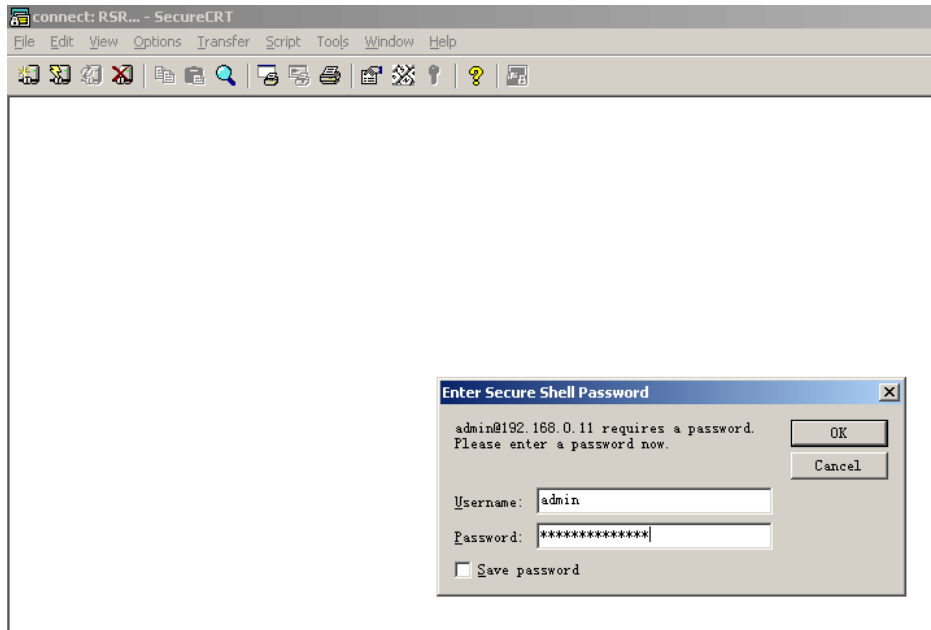 connect: RSR... - SecureCRT
File Edit View Options Transfer Script Tools Window Help
Enter Secure Shell Password
admin@192.168.0.11 requires a password.
Please enter a password now.
OK
Cancel
Username: admin
Password: **************
Save password